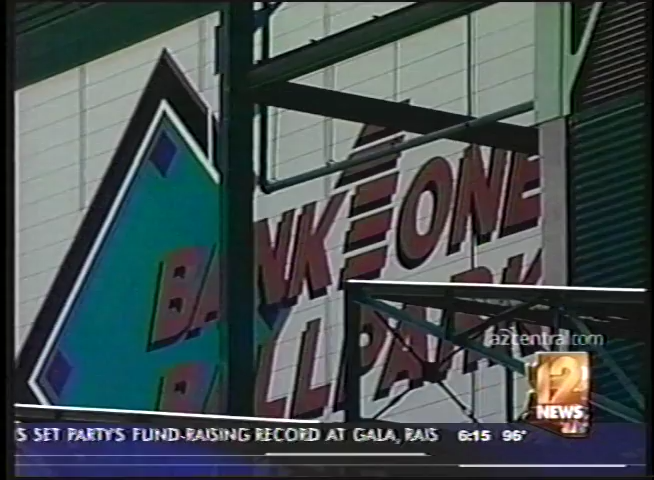 BANK ONE
BALLPARK
azcentral.com
12
NEWS
S SET PARTY'S FUND-RAISING RECORD AT GALA, RAIS 6:15 96°